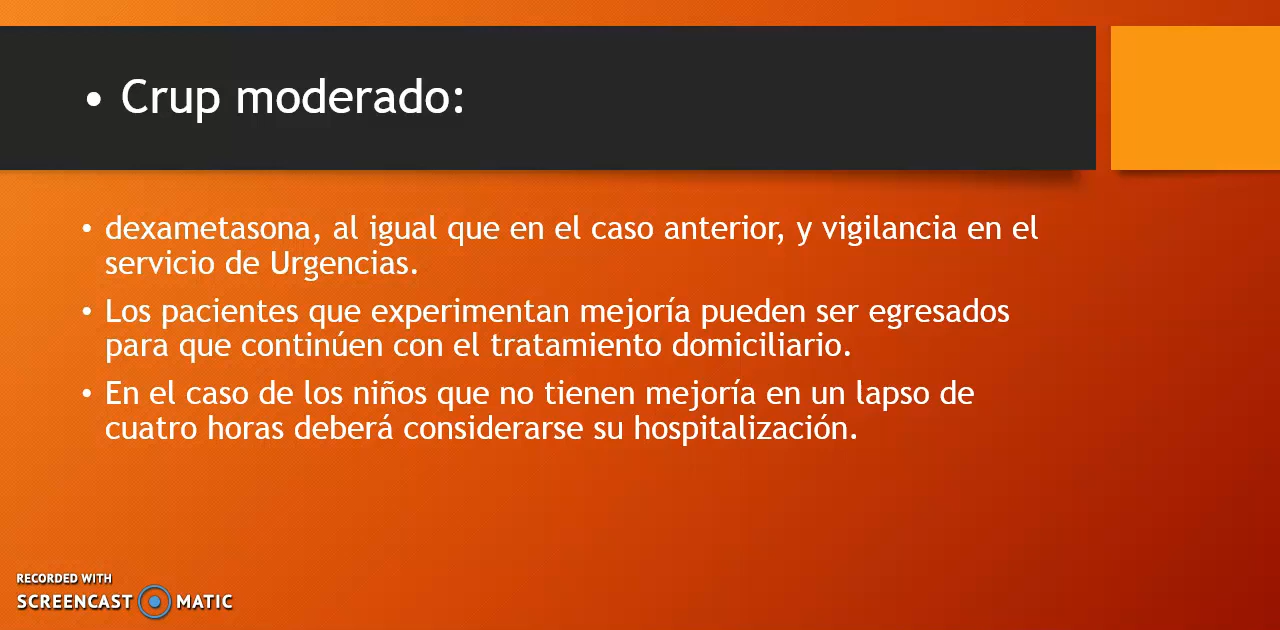 • Crup moderado:
• dexametasona, al igual que en el caso anterior, y vigilancia en el
servicio de Urgencias.
• Los pacientes que experimentan mejoría pueden ser egresados
para que continúen con el tratamiento domiciliario.
• En el caso de los niños que no tienen mejoría en un lapso de
cuatro horas deberá considerarse su hospitalización.
RECORDED WITH
SCREENCAST MATIC